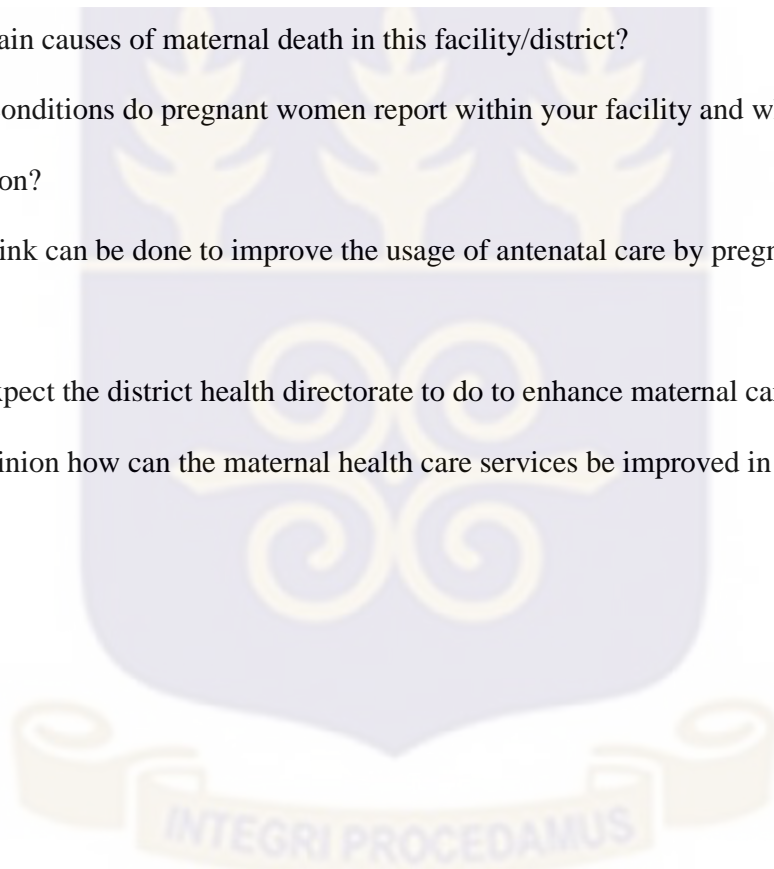 ain causes of maternal death in this facility/district?
onditions do pregnant women report within your facility and w
on?
ink can be done to improve the usage of antenatal care by pregn
xpect the district health directorate to do to enhance maternal ca
inion how can the maternal health care services be improved in
INTEGRI PROCEDAMUS